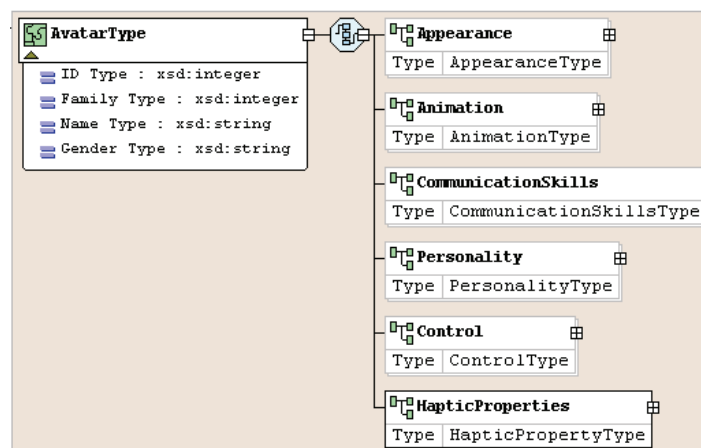 AvatarType
ID Type : xsd:integer
Family Type : xsd:integer
Name Type : xsd:string
Gender Type : xsd:string
Appearance
Type AppearanceType
Animation
Type AnimationType
CommunicationSkills
Type CommunicationSkillsType
Personality
Type PersonalityType
Control
Type ControlType
HapticProperties
Type HapticPropertyType